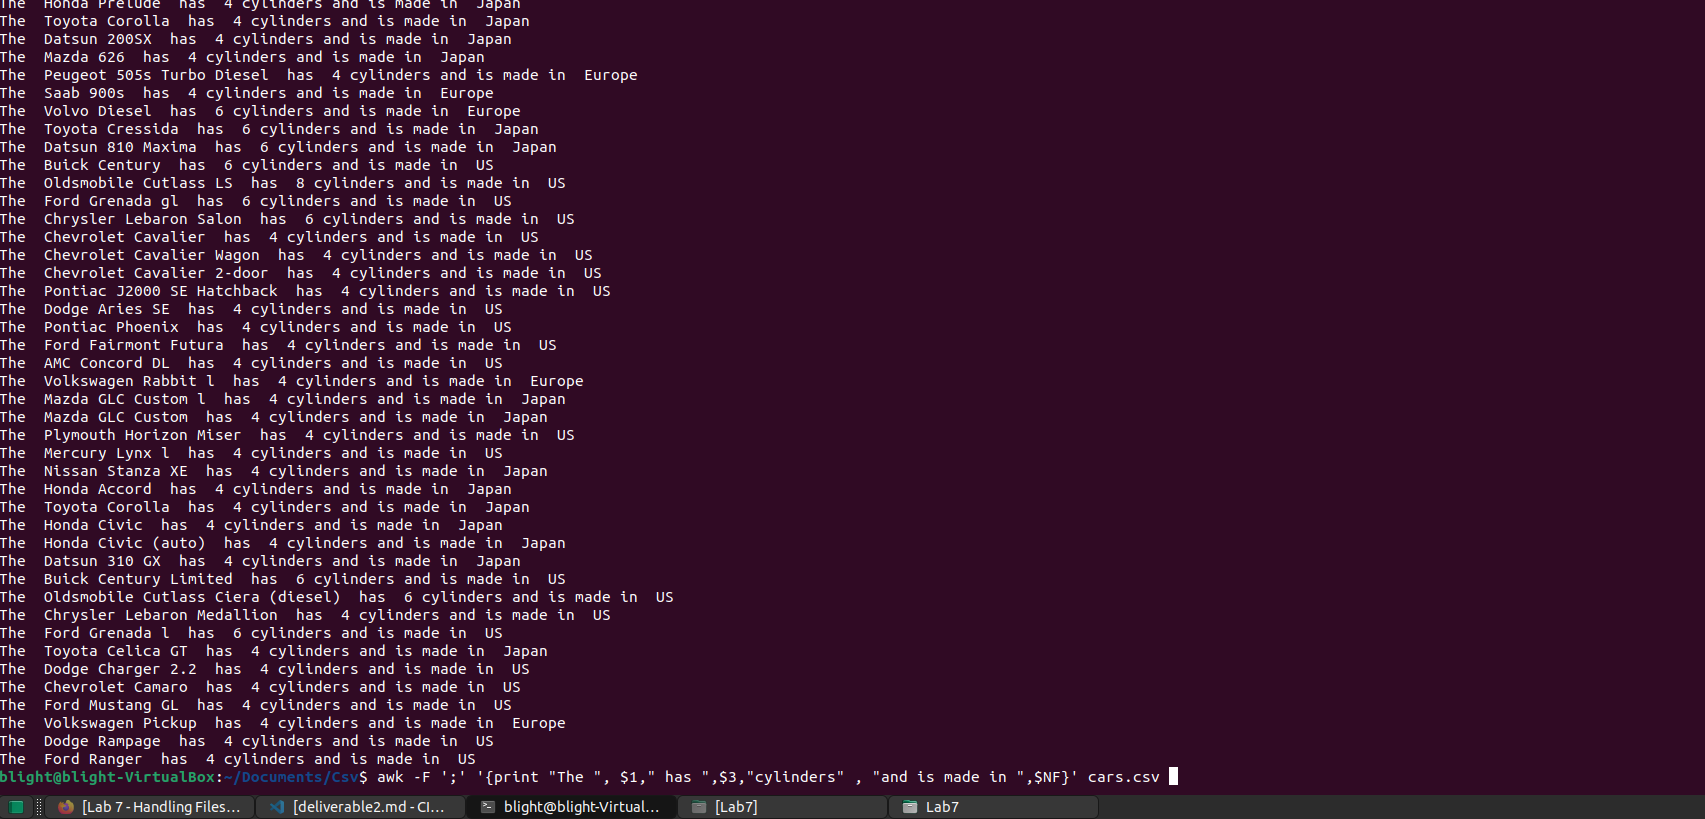 The  Honda Prelude  has  4 cylinders and is made in  Japan
The  Toyota Corolla  has  4 cylinders and is made in  Japan
The  Datsun 200SX  has  4 cylinders and is made in  Japan
The  Mazda 626  has  4 cylinders and is made in  Japan
The  Peugeot 505s Turbo Diesel  has  4 cylinders and is made in  Europe
The  Saab 900s  has  4 cylinders and is made in  Europe
The  Volvo Diesel  has  6 cylinders and is made in  Europe
The  Toyota Cressida  has  6 cylinders and is made in  Japan
The  Datsun 810 Maxima  has  6 cylinders and is made in  Japan
The  Buick Century  has  6 cylinders and is made in  US
The  Oldsmobile Cutlass LS  has  8 cylinders and is made in  US
The  Ford Grenada gl  has  6 cylinders and is made in  US
The  Chrysler Lebaron Salon  has  6 cylinders and is made in  US
The  Chevrolet Cavalier  has  4 cylinders and is made in  US
The  Chevrolet Cavalier Wagon  has  4 cylinders and is made in  US
The  Chevrolet Cavalier 2-door  has  4 cylinders and is made in  US
The  Pontiac J2000 SE Hatchback  has  4 cylinders and is made in  US
The  Dodge Aries SE  has  4 cylinders and is made in  US
The  Pontiac Phoenix  has  4 cylinders and is made in  US
The  Ford Fairmont Futura  has  4 cylinders and is made in  US
The  AMC Concord DL  has  4 cylinders and is made in  US
The  Volkswagen Rabbit l  has  4 cylinders and is made in  Europe
The  Mazda GLC Custom l  has  4 cylinders and is made in  Japan
The  Mazda GLC Custom  has  4 cylinders and is made in  Japan
The  Plymouth Horizon Miser  has  4 cylinders and is made in  US
The  Mercury Lynx l  has  4 cylinders and is made in  US
The  Nissan Stanza XE  has  4 cylinders and is made in  Japan
The  Honda Accord  has  4 cylinders and is made in  Japan
The  Toyota Corolla  has  4 cylinders and is made in  Japan
The  Honda Civic  has  4 cylinders and is made in  Japan
The  Honda Civic (auto)  has  4 cylinders and is made in  Japan
The  Datsun 310 GX  has  4 cylinders and is made in  Japan
The  Buick Century Limited  has  6 cylinders and is made in  US
The  Oldsmobile Cutlass Ciera (diesel)  has  6 cylinders and is made in  US
The  Chrysler Lebaron Medallion  has  4 cylinders and is made in  US
The  Ford Grenada l  has  6 cylinders and is made in  US
The  Toyota Celica GT  has  4 cylinders and is made in  Japan
The  Dodge Charger 2.2  has  4 cylinders and is made in  US
The  Chevrolet Camaro  has  4 cylinders and is made in  US
The  Ford Mustang GL  has  4 cylinders and is made in  US
The  Volkswagen Pickup  has  4 cylinders and is made in  Europe
The  Dodge Rampage  has  4 cylinders and is made in  US
The  Ford Ranger  has  4 cylinders and is made in  US
blight@blight-VirtualBox:~/Documents/Csv$ awk -F ';' '{print "The ", $1," has ",$3,"cylinders" , "and is made in ",$NF}' cars.csv
[Lab 7 - Handling Files... [deliverable2.md - CI... blight@blight-Virtual... [Lab7] Lab7